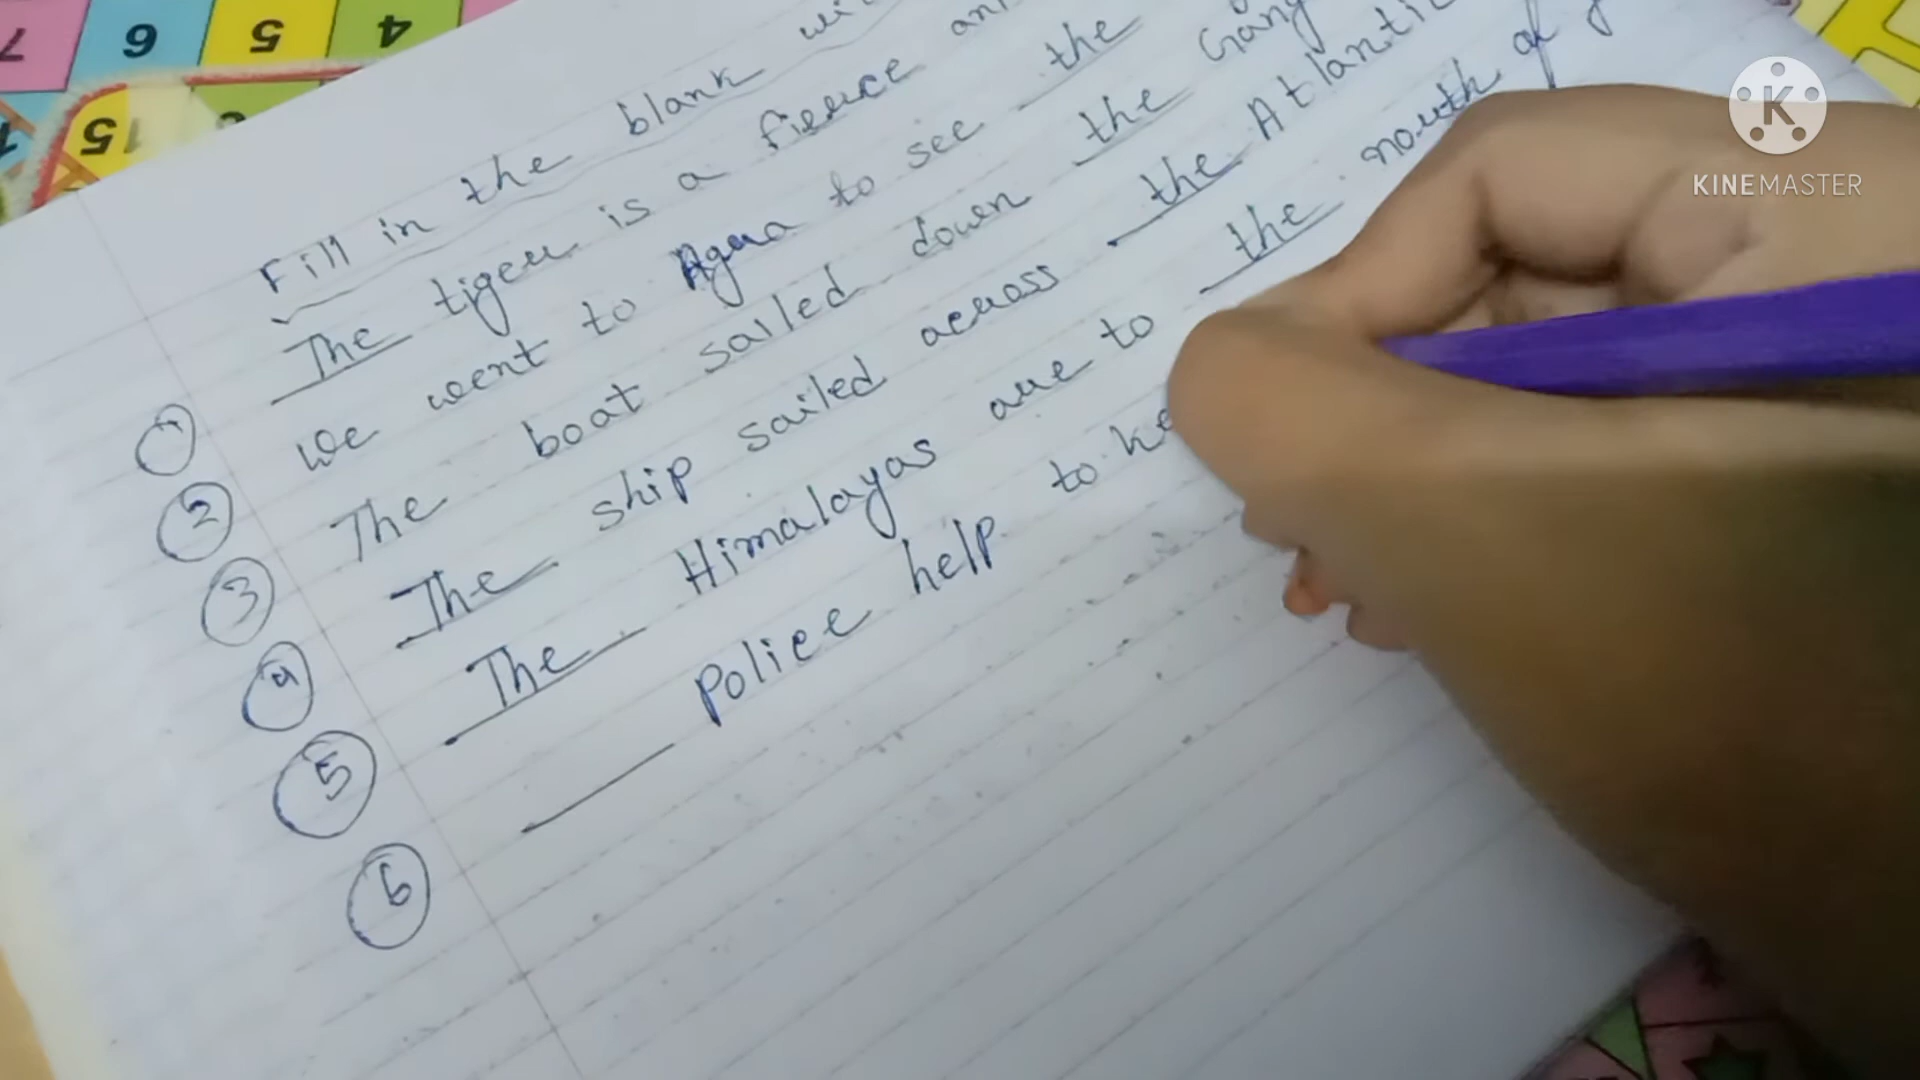 7 6 5 4
15
Fill in the blank
The tiger is a fierce
we went to Agra to see the
The boat sailed down the Gang
The ship sailed across the Atlantic
The Himalayas are to the north of
police help to ke
1
2
3
4
5
6
KINEMASTER